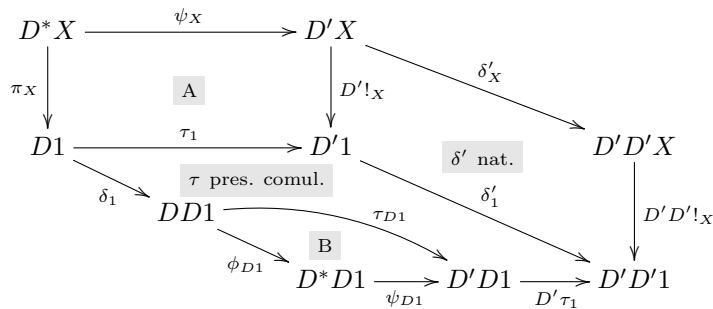 D*X ψ_X D′X
π_X A D′!_X δ′_X
D1 τ_1 D′1 δ′ nat. D′D′X
δ_1 τ pres. comul. δ′_1
DD1 τ_{D1} D′D′!_X
φ_{D1} B
D*D1 ψ_{D1} D′D1 D′τ_1 D′D′1